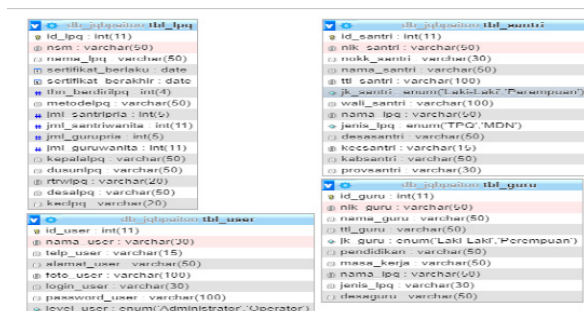 db_jqbpaiton tbl_lpq
id_lpq : int(11)
nsm : varchar(50)
nama_lpq : varchar(50)
sertifikat_berlaku : date
sertifikat_berakhir : date
thn_berdirilpq : int(4)
metodelpq : varchar(50)
jml_santripria : int(5)
jml_santriwanita : int(11)
jml_gurupria : int(5)
jml_guruwanita : int(11)
kepalalpq : varchar(50)
dusunlpq : varchar(50)
rtrwlpq : varchar(20)
desalpq : varchar(50)
keclpq : varchar(20)
db_jqbpaiton tbl_user
id_user : int(11)
nama_user : varchar(30)
telp_user : varchar(15)
alamat_user : varchar(50)
foto_user : varchar(100)
login_user : varchar(30)
password_user : varchar(100)
level_user : enum('Administrator','Operator')
db_jqbpaiton tbl_santri
id_santri : int(11)
nik_santri : varchar(50)
nokk_santri : varchar(30)
nama_santri : varchar(50)
ttl_santri : varchar(100)
jk_santri : enum('Laki-Laki','Perempuan')
wali_santri : varchar(100)
nama_lpq : varchar(50)
jenis_lpq : enum('TPQ','MDN')
desasantri : varchar(50)
kecsantri : varchar(15)
kabsantri : varchar(50)
provsantri : varchar(30)
db_jqbpaiton tbl_guru
id_guru : int(11)
nik_guru : varchar(50)
nama_guru : varchar(50)
ttl_guru : varchar(50)
jk_guru : enum('Laki-Laki','Perempuan')
pendidikan : varchar(50)
masa_kerja : varchar(50)
nama_lpq : varchar(50)
jenis_lpq : varchar(30)
desaguru : varchar(50)